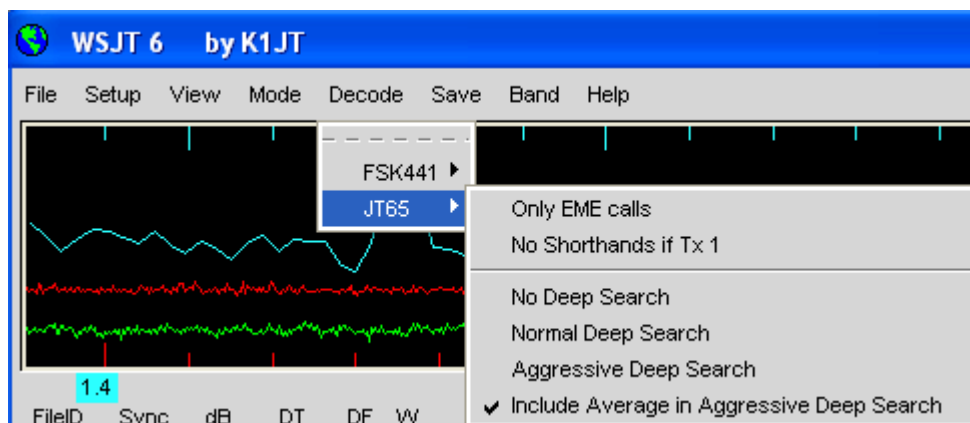 WSJT 6 by K1JT
File Setup View Mode Decode Save Band Help
FSK441
JT65
Only EME calls
No Shorthands if Tx 1
No Deep Search
Normal Deep Search
Aggressive Deep Search
Include Average in Aggressive Deep Search
1.4
FileID Sync dB DT DF W